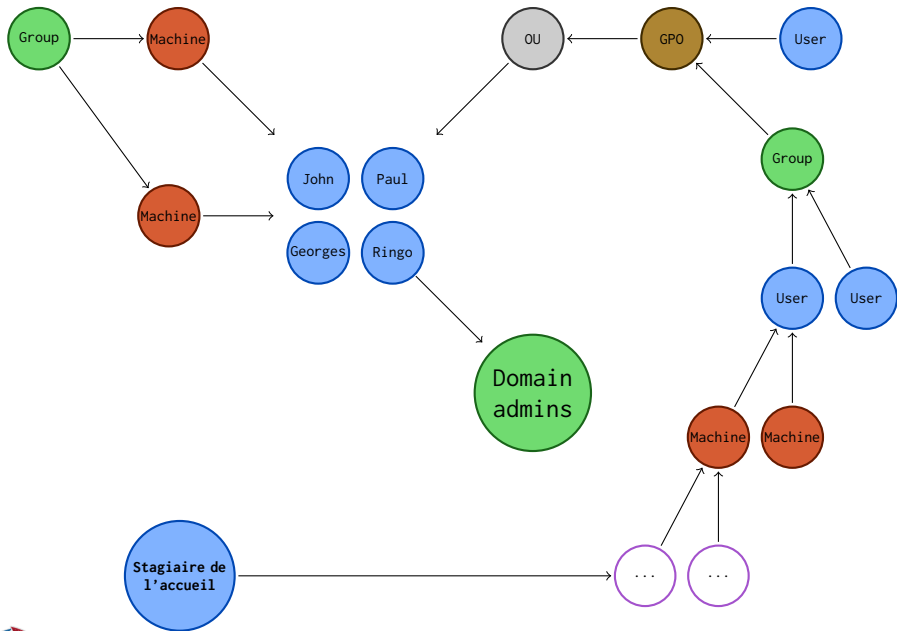 Group
Machine
OU
GPO
User
Group
John
Paul
Machine
Georges
Ringo
User
User
Domain
admins
Machine
Machine
Stagiaire de
l'accueil
...
...